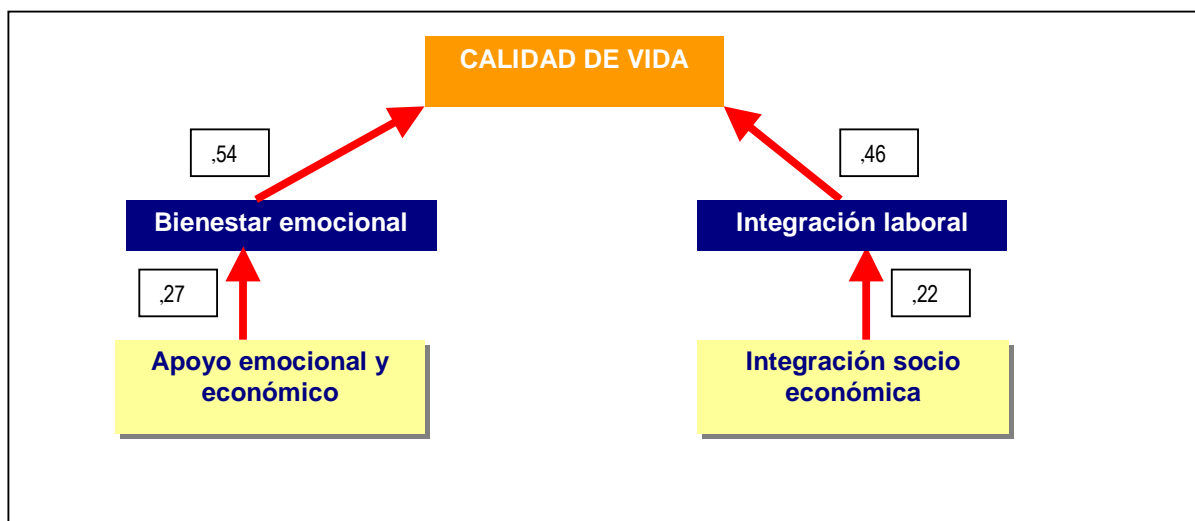 CALIDAD DE VIDA
,54
,46
Bienestar emocional
Integración laboral
,27
,22
Apoyo emocional y
económico
Integración socio
económica